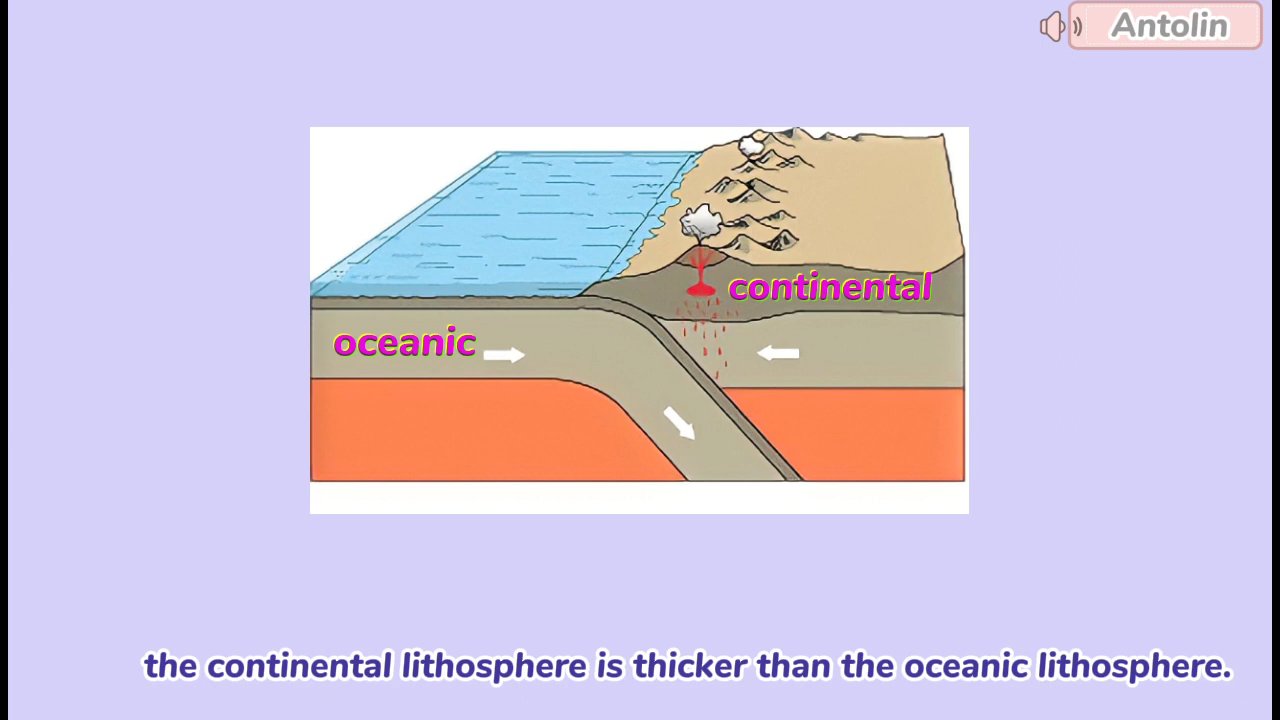 Antolin
continental
oceanic
the continental lithosphere is thicker than the oceanic lithosphere.